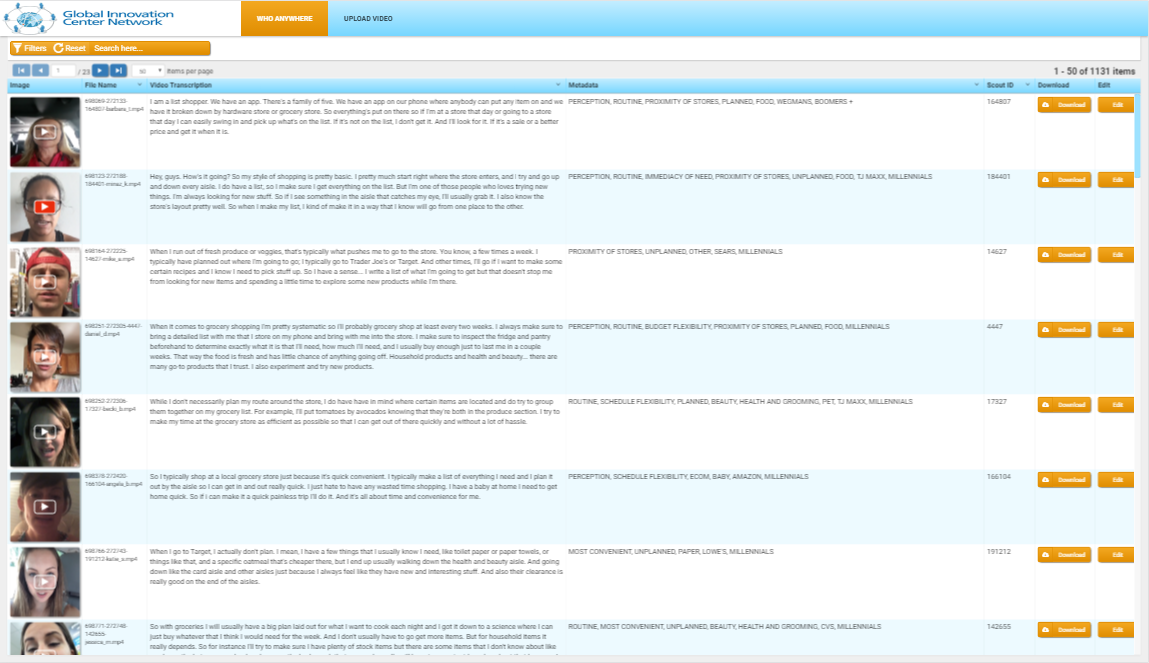 Global Innovation
Center Network
WHO ANYWHERE
UPLOAD VIDEO
Filters Reset Search here...
1 / 23 50 items per page
1 - 50 of 1131 items
Image File Name Video Transcription Metadata Scout ID Download Edit
698069-272133-
164807-barbara_l.mp4
I am a list shopper. We have an app. There's a family of five. We have an app on our phone where anybody can put any item on and we
have it broken down by hardware store or grocery store. So everything's put on there so if I'm at a store that day or going to a store
that day I can easily swing in and pick up what's on the list. If it's not on the list, I don't get it. And I'll look for it. If it's a sale or a better
price and get it when it is.
PERCEPTION, ROUTINE, PROXIMITY OF STORES, PLANNED, FOOD, WEGMANS, BOOMERS +
164807
Download
Edit
698123-272188-
184401-miraz_k.mp4
Hey, guys. How's it going? So my style of shopping is pretty basic. I pretty much start right where the store enters, and I try and go up
and down every aisle. I do have a list, so I make sure I get everything on the list. But I'm one of those people who loves trying new
things. I'm always looking for new stuff. So if I see something in the aisle that catches my eye, I'll usually grab it. I also know the
store's layout pretty well. So when I make my list, I kind of make it in a way that I know will go from one place to the other.
PERCEPTION, ROUTINE, IMMEDIACY OF NEED, PROXIMITY OF STORES, UNPLANNED, FOOD, TJ MAXX, MILLENNIALS
184401
Download
Edit
698164-272225-
14627-mike_a.mp4
When I run out of fresh produce or veggies, that's typically what pushes me to go to the store. You know, a few times a week. I
typically have planned out where I'm going to go; I typically go to Trader Joe's or Target. And other times, I'll go if I want to make some
certain recipes and I know I need to pick stuff up. So I have a sense... I write a list of what I'm going to get but that doesn't stop me
from looking for new items and spending a little time to explore some new products while I'm there.
PROXIMITY OF STORES, UNPLANNED, OTHER, SEARS, MILLENNIALS
14627
Download
Edit
698251-272305-4447-
daniel_d.mp4
When it comes to grocery shopping I'm pretty systematic so I'll probably grocery shop at least every two weeks. I always make sure to
bring a detailed list with me that I store on my phone and bring with me into the store. I make sure to inspect the fridge and pantry
beforehand to determine exactly what it is that I'll need, how much I'll need, and I usually buy enough just to last me in a couple
weeks. That way the food is fresh and has little chance of anything going off. Household products and health and beauty... there are
many go-to products that I trust. I also experiment and try new products.
PERCEPTION, ROUTINE, BUDGET FLEXIBILITY, PROXIMITY OF STORES, PLANNED, FOOD, MILLENNIALS
4447
Download
Edit
698252-272306-
17327-becki_b.mp4
While I don't necessarily plan my route around the store, I do have have in mind where certain items are located and do try to group
them together on my grocery list. For example, I'll put tomatoes by avocados knowing that they're both in the produce section. I try to
make my time at the grocery store as efficient as possible so that I can get out of there quickly and without a lot of hassle.
ROUTINE, SCHEDULE FLEXIBILITY, PLANNED, BEAUTY, HEALTH AND GROOMING, PET, TJ MAXX, MILLENNIALS
17327
Download
Edit
698376-272420-
166104-angela_b.mp4
So I typically shop at a local grocery store just because it's quick convenient. I typically make a list of everything I need and I plan it
out by the aisle so I can get in and out really quick. I just hate to have any wasted time shopping. I have a baby at home I need to get
home quick. So if I can make it a quick painless trip I'll do it. And it's all about time and convenience for me.
PERCEPTION, SCHEDULE FLEXIBILITY, ECOM, BABY, AMAZON, MILLENNIALS
166104
Download
Edit
698766-272743-
191212-katie_s.mp4
When I go to Target, I actually don't plan. I mean, I have a few things that I usually know I need, like toilet paper or paper towels, or
things like that, and a specific oatmeal that's cheaper there, but I end up usually walking down the health and beauty aisle. And going
down like the card aisle and other aisles just because I always feel like they have new and interesting stuff. And also their clearance is
really good on the end of the aisles.
MOST CONVENIENT, UNPLANNED, PAPER, LOWE'S, MILLENNIALS
191212
Download
Edit
698771-272748-
142655-
jessica_m.mp4
So with groceries I will usually have a big plan laid out for what I want to cook each night and I got it down to a science where I can
just buy whatever that I think I would need for the week. And I don't usually have to go get more items. But for household items it
really depends. So for instance I'll try to make sure I have plenty of stock items but there are some items that I don't know about like
ROUTINE, MOST CONVENIENT, UNPLANNED, BEAUTY, HEALTH AND GROOMING, CVS, MILLENNIALS
142655
Download
Edit